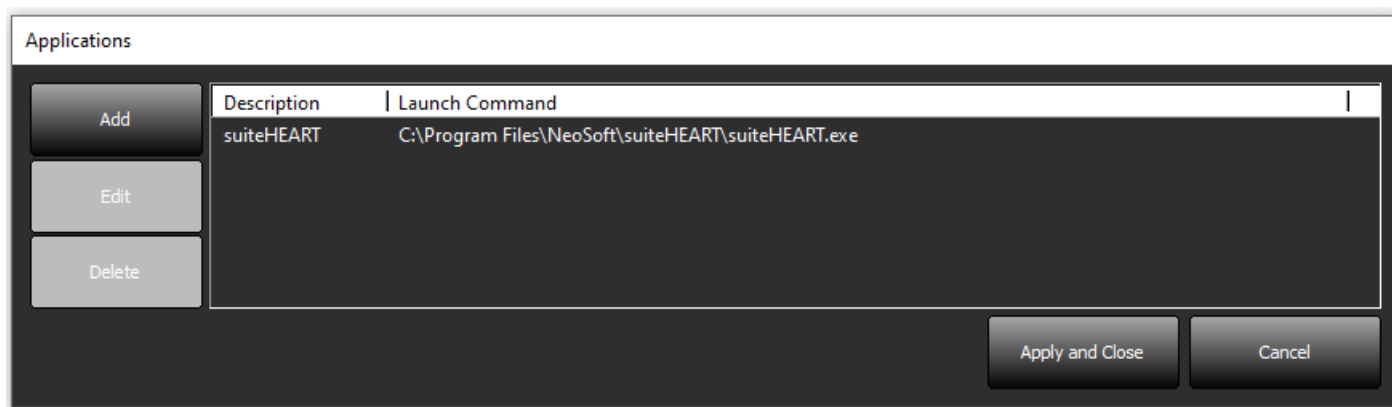 Applications
Add
Edit
Delete
Description Launch Command
suiteHEART C:\Program Files\NeoSoft\suiteHEART\suiteHEART.exe
Apply and Close Cancel